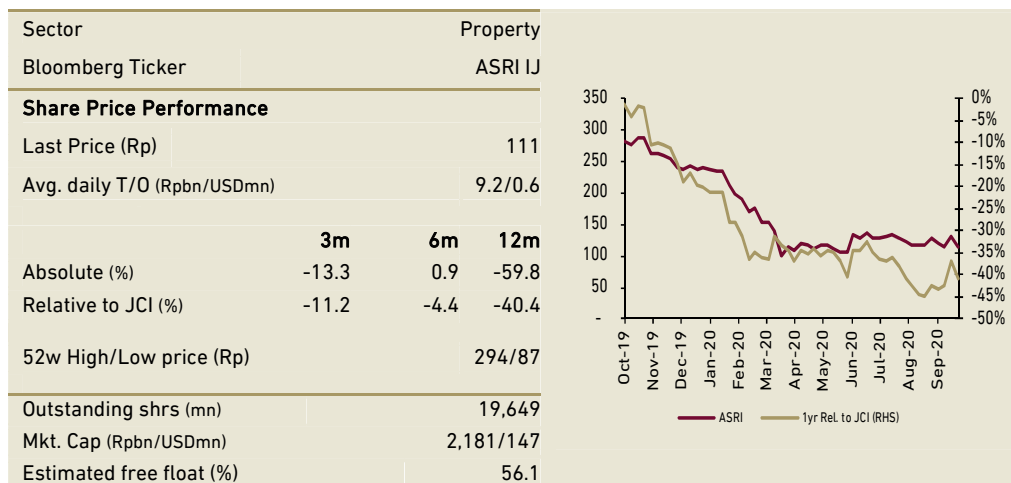 Sector Property
Bloomberg Ticker ASRI IJ
Share Price Performance
Last Price (Rp) 111
Avg. daily T/O (Rpbn/USDmn) 9.2/0.6
3m 6m 12m
Absolute (%) -13.3 0.9 -59.8
Relative to JCI (%) -11.2 -4.4 -40.4
52w High/Low price (Rp) 294/87
Outstanding shrs (mn) 19,649
Mkt. Cap (Rpbn/USDmn) 2,181/147
Estimated free float (%) 56.1
350 0%
-5%
300 -10%
250 -15%
-20%
200 -25%
150 -30%
100 -35%
-40%
50 -45%
- -50%
Oct-19 Nov-19 Dec-19 Jan-20 Feb-20 Mar-20 Apr-20 May-20 Jun-20 Jul-20 Aug-20 Sep-20
ASRI 1yr Rel. to JCI (RHS)